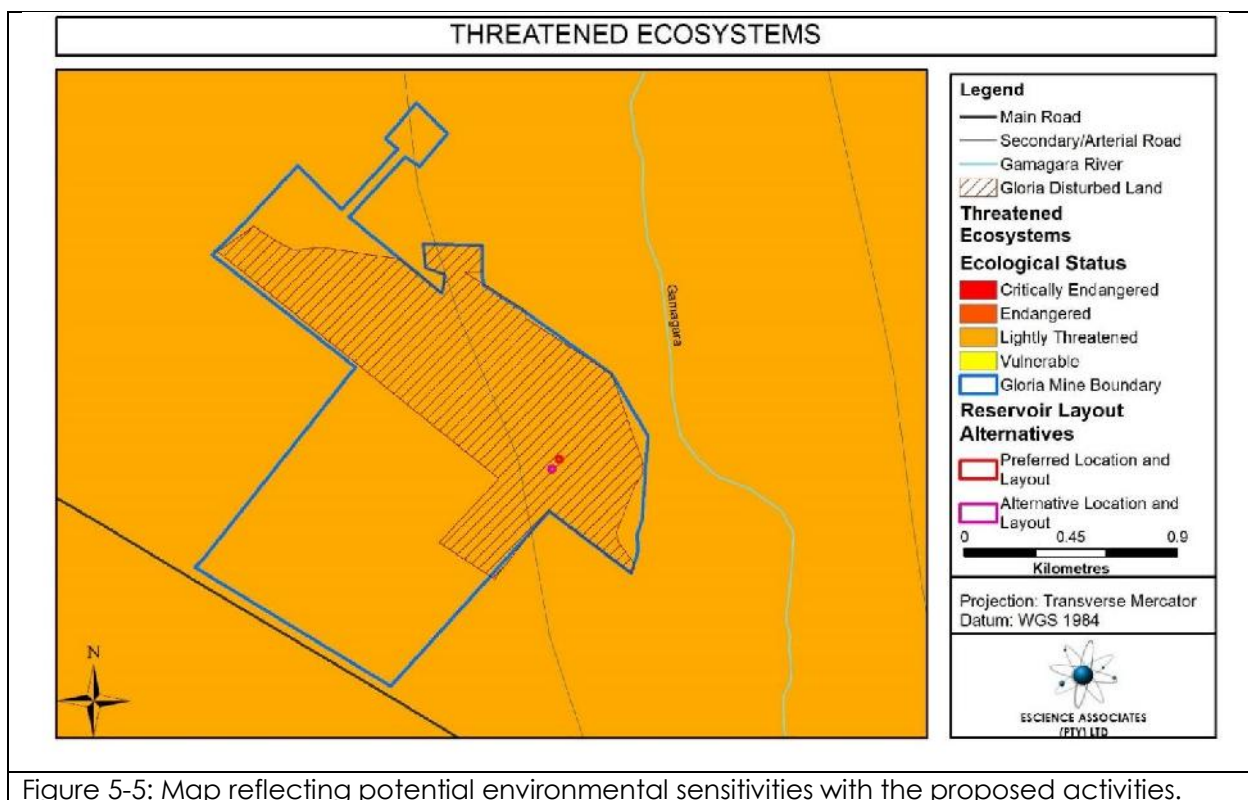 THREATENED ECOSYSTEMS
Gamagara
N
Legend
Main Road
Secondary/Arterial Road
Gamagara River
Gloria Disturbed Land
Threatened
Ecosystems
Ecological Status
Critically Endangered
Endangered
Lightly Threatened
Vulnerable
Gloria Mine Boundary
Reservoir Layout
Alternatives
Preferred Location and
Layout
Alternative Location and
Layout
0 0.45 0.9
Kilometres
Projection: Transverse Mercator
Datum: WGS 1984
ESCIENCE ASSOCIATES
(PTY) LTD
Figure 5-5: Map reflecting potential environmental sensitivities with the proposed activities.